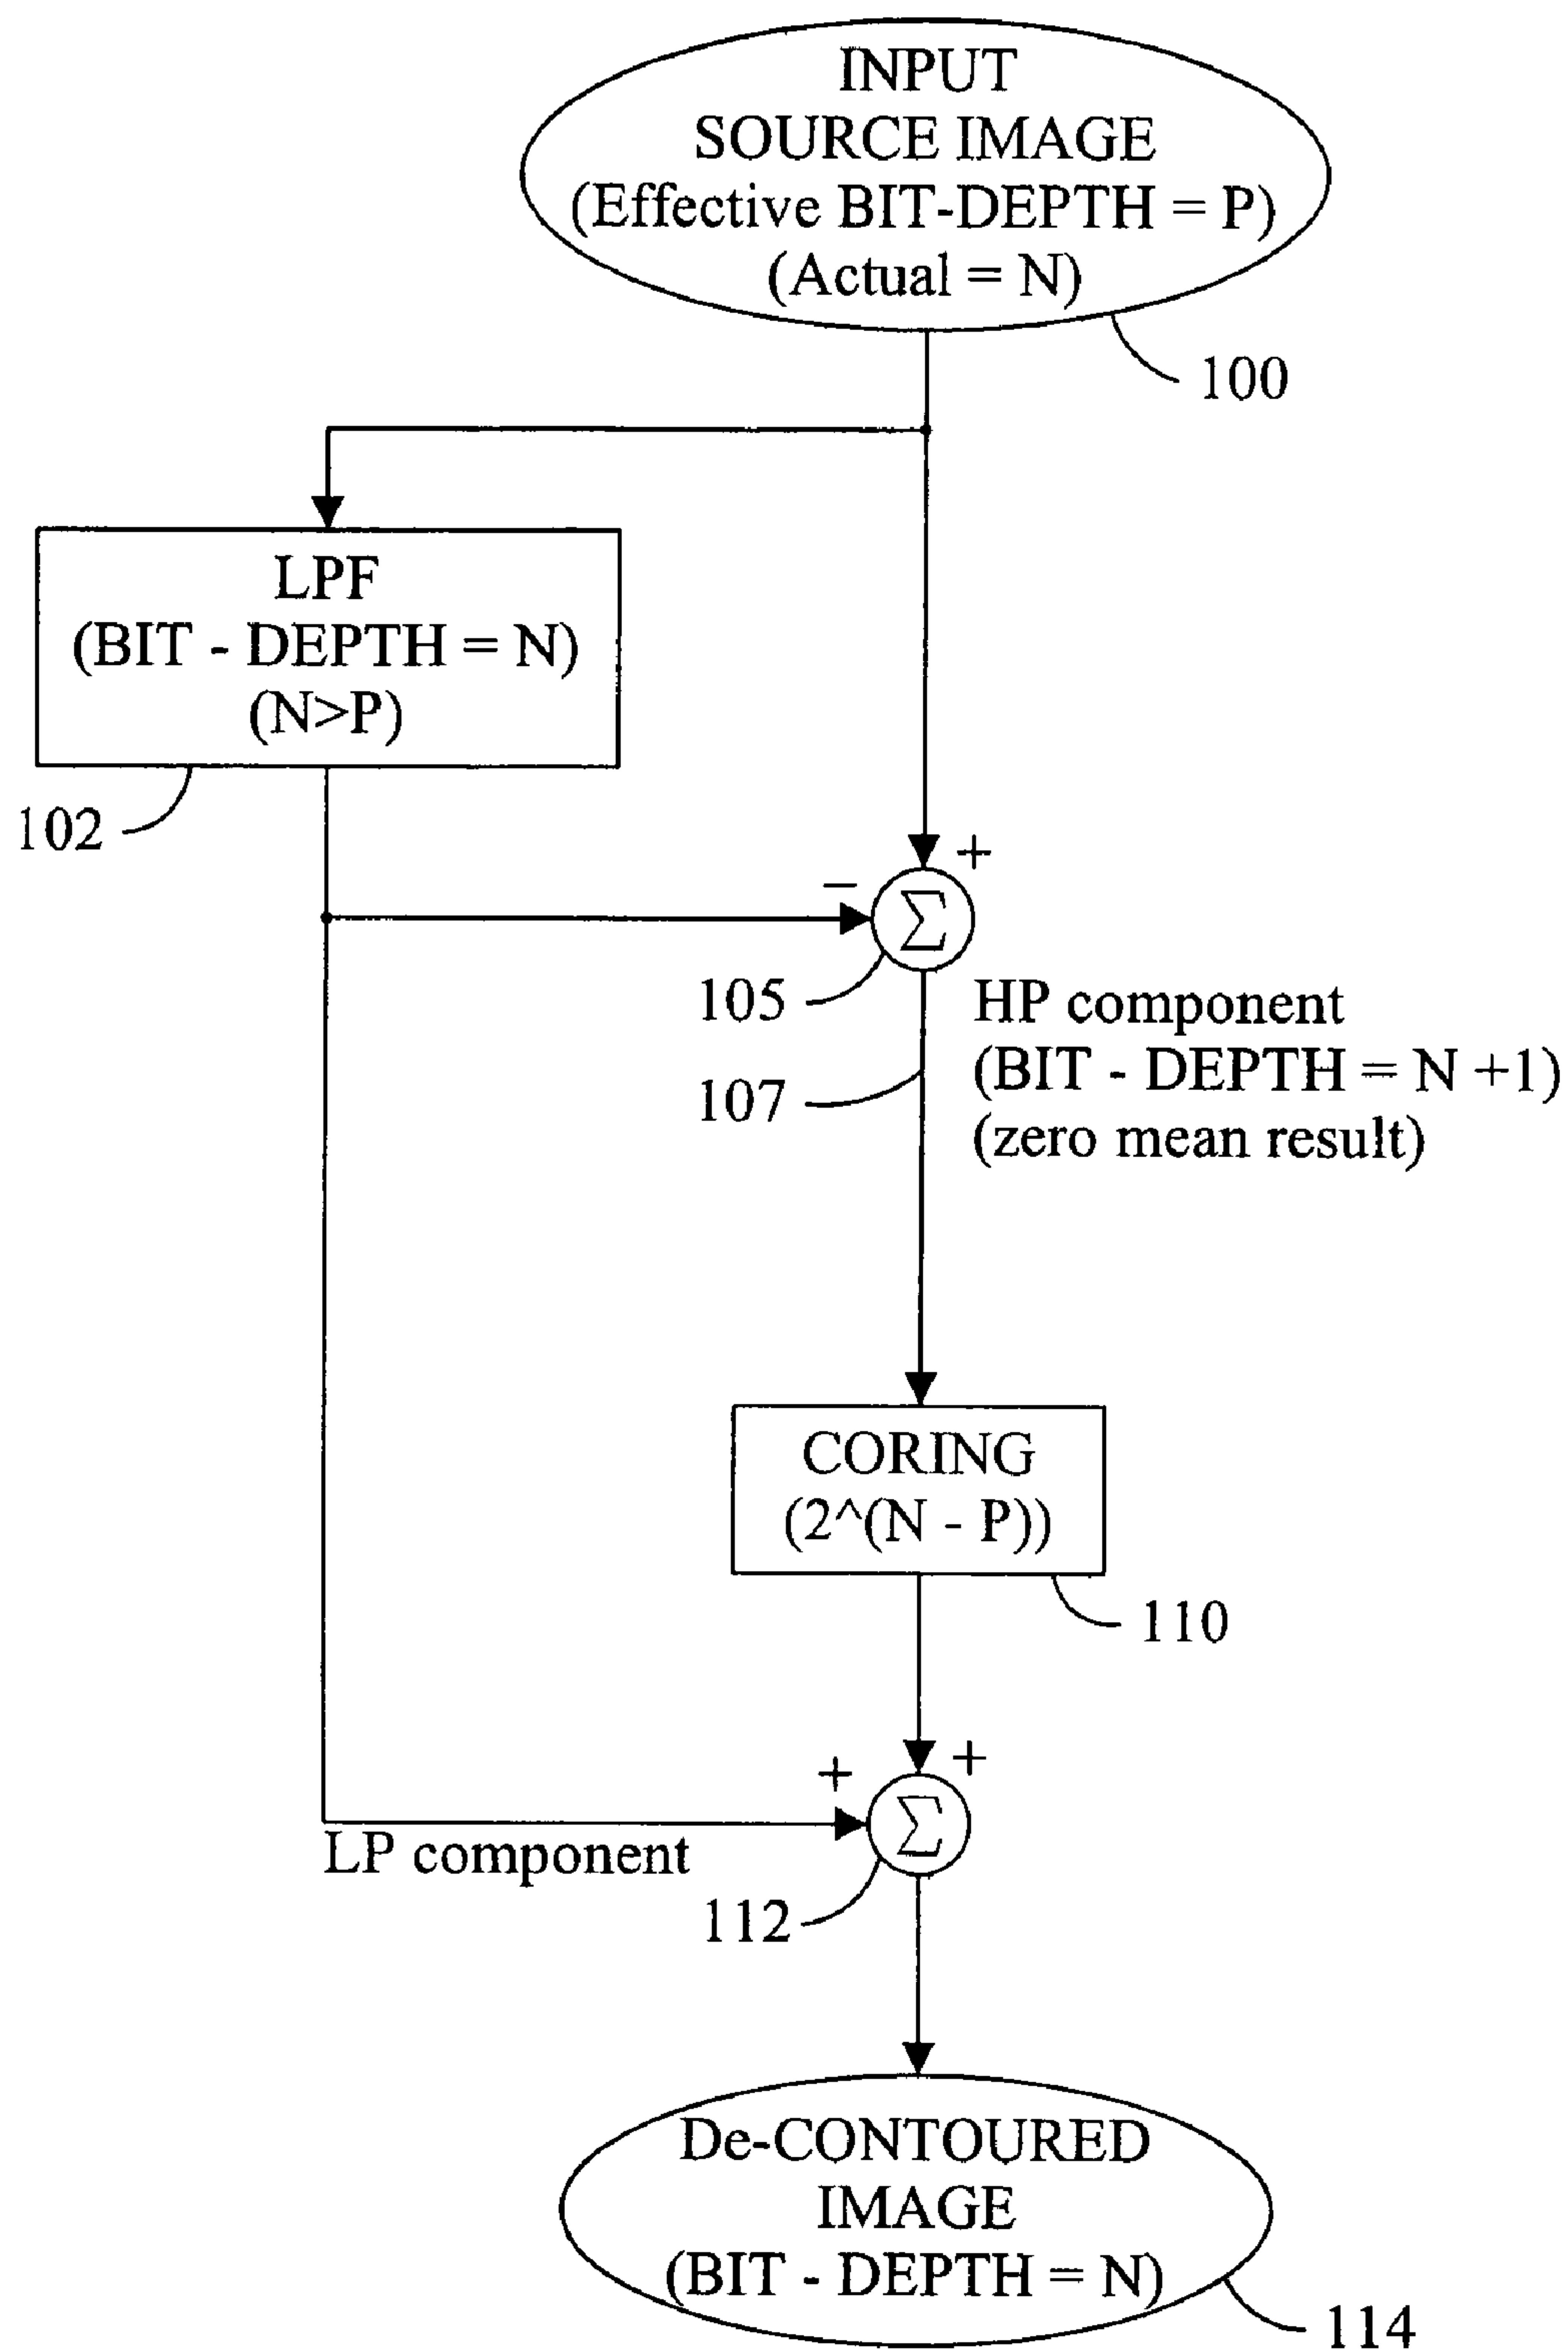 INPUT
SOURCE IMAGE
(Effective BIT-DEPTH = P)
(Actual = N)
100
LPF
(BIT - DEPTH = N)
(N>P)
102
+
−
Σ
105
HP component
(BIT - DEPTH = N +1)
(zero mean result)
107
CORING
(2^(N - P))
110
+
+
Σ
LP component
112
De-CONTOURED
IMAGE
(BIT - DEPTH = N)
114